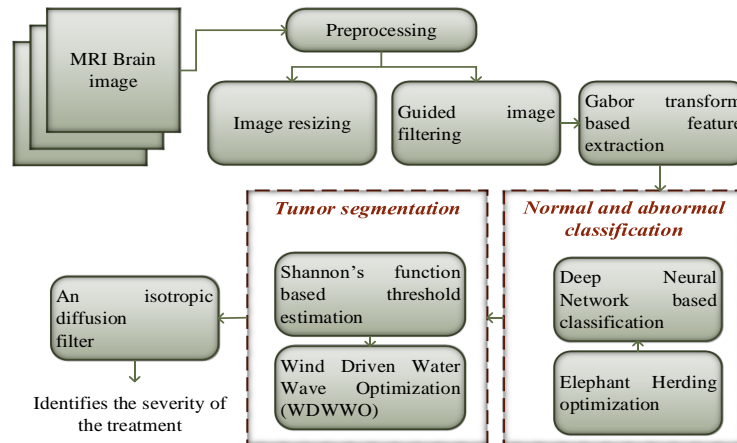 MRI Brain
image
Preprocessing
Image resizing
Guided image
filtering
Gabor transform
based feature
extraction
Normal and abnormal
classification
Deep Neural
Network based
classification
Elephant Herding
optimization
Tumor segmentation
Shannon's function
based threshold
estimation
Wind Driven Water
Wave Optimization
(WDWWO)
An isotropic
diffusion
filter
Identifies the severity of
the treatment